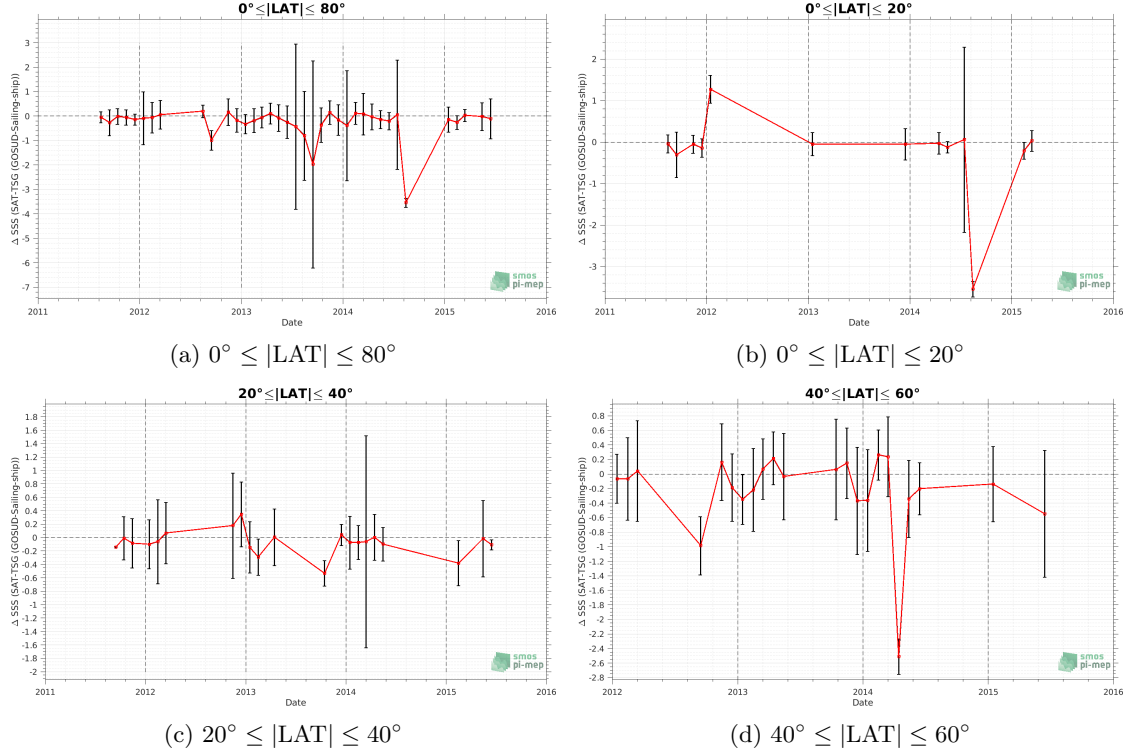 0°≤|LAT|≤ 80°
Δ SSS (SAT-TSG (GOSUD-Sailing-ship))
3
2
1
0
-1
-2
-3
-4
-5
-6
-7
2011 2012 2013 2014 2015 2016
Date
smos
pi-mep
(a) 0° ≤ |LAT| ≤ 80°
0°≤|LAT|≤ 20°
Δ SSS (SAT-TSG (GOSUD-Sailing-ship))
2
1
0
-1
-2
-3
2011 2012 2013 2014 2015 2016
Date
smos
pi-mep
(b) 0° ≤ |LAT| ≤ 20°
20°≤|LAT|≤ 40°
Δ SSS (SAT-TSG (GOSUD-Sailing-ship))
1.8
1.6
1.4
1.2
1
0.8
0.6
0.4
0.2
0
-0.2
-0.4
-0.6
-0.8
-1
-1.2
-1.4
-1.6
-1.8
-2
2011 2012 2013 2014 2015 2016
Date
smos
pi-mep
(c) 20° ≤ |LAT| ≤ 40°
40°≤|LAT|≤ 60°
Δ SSS (SAT-TSG (GOSUD-Sailing-ship))
0.8
0.6
0.4
0.2
0
-0.2
-0.4
-0.6
-0.8
-1
-1.2
-1.4
-1.6
-1.8
-2
-2.2
-2.4
-2.6
-2.8
2012 2013 2014 2015 2016
Date
smos
pi-mep
(d) 40° ≤ |LAT| ≤ 60°